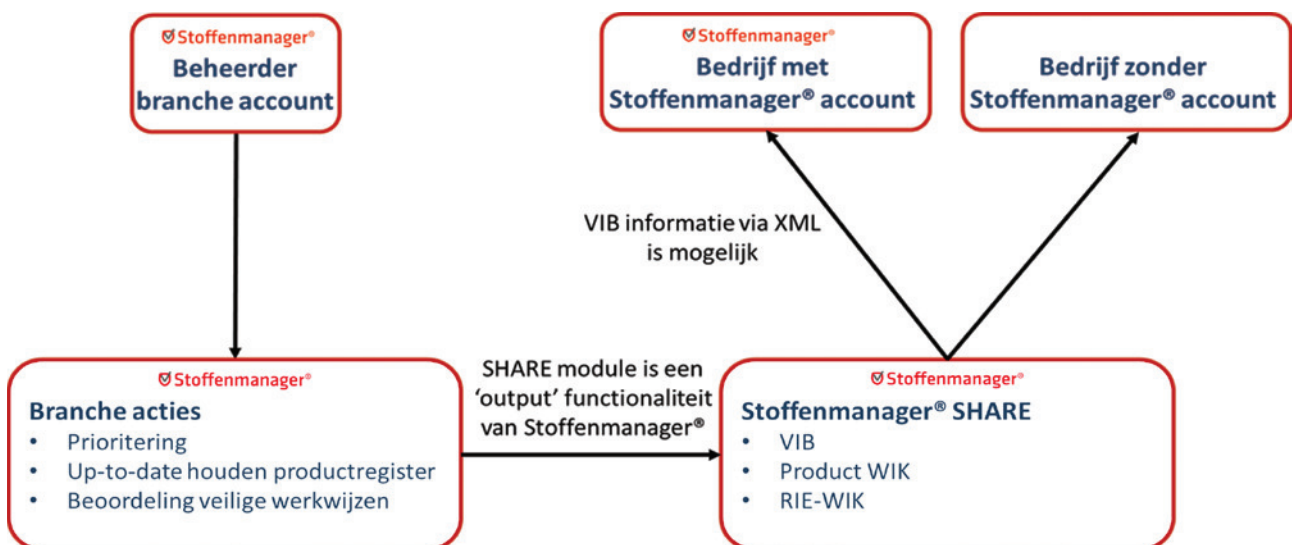 Stoffenmanager®
Beheerder
branche account
Stoffenmanager®
Bedrijf met
Stoffenmanager® account
Bedrijf zonder
Stoffenmanager® account
VIB informatie via XML
is mogelijk
Stoffenmanager®
Branche acties
• Prioritering
• Up-to-date houden productregister
• Beoordeling veilige werkwijzen
SHARE module is een
‘output’ functionaliteit
van Stoffenmanager®
Stoffenmanager®
Stoffenmanager® SHARE
• VIB
• Product WIK
• RIE-WIK